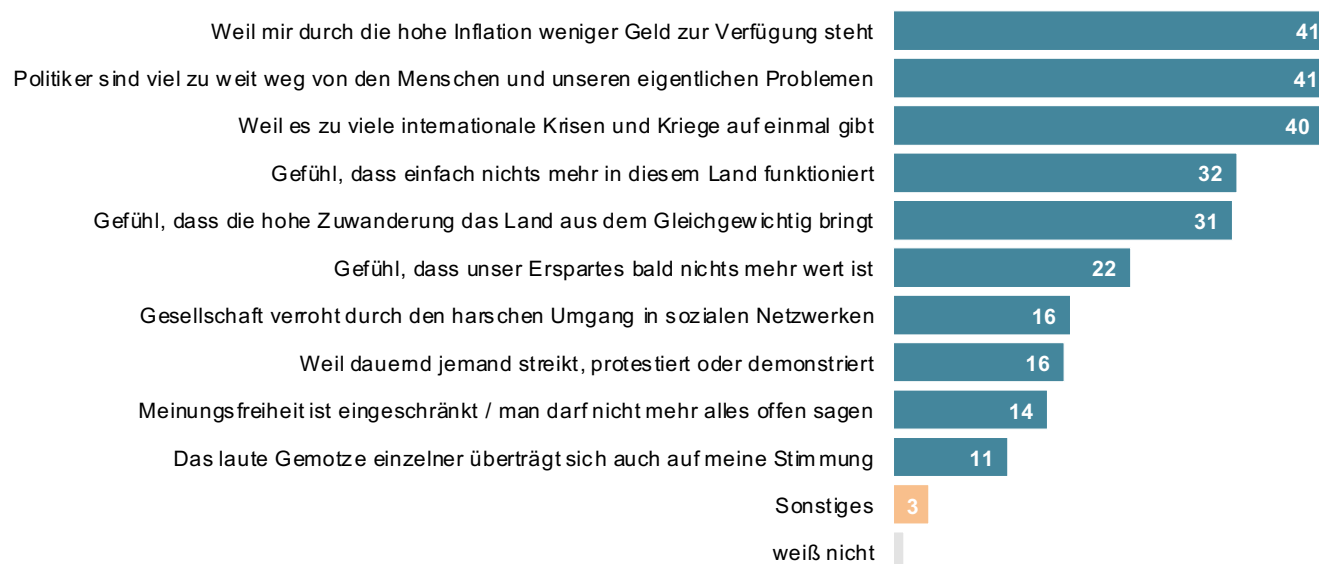 Weil mir durch die hohe Inflation weniger Geld zur Verfügung steht 41
Politiker sind viel zu weit weg von den Menschen und unseren eigentlichen Problemen 41
Weil es zu viele internationale Krisen und Kriege auf einmal gibt 40
Gefühl, dass einfach nichts mehr in diesem Land funktioniert 32
Gefühl, dass die hohe Zuwanderung das Land aus dem Gleichgewichtig bringt 31
Gefühl, dass unser Erspartes bald nichts mehr wert ist 22
Gesellschaft verroht durch den harschen Umgang in sozialen Netzwerken 16
Weil dauernd jemand streikt, protestiert oder demonstriert 16
Meinungsfreiheit ist eingeschränkt / man darf nicht mehr alles offen sagen 14
Das laute Gemotze einzelner überträgt sich auch auf meine Stimmung 11
Sonstiges 3
weiß nicht